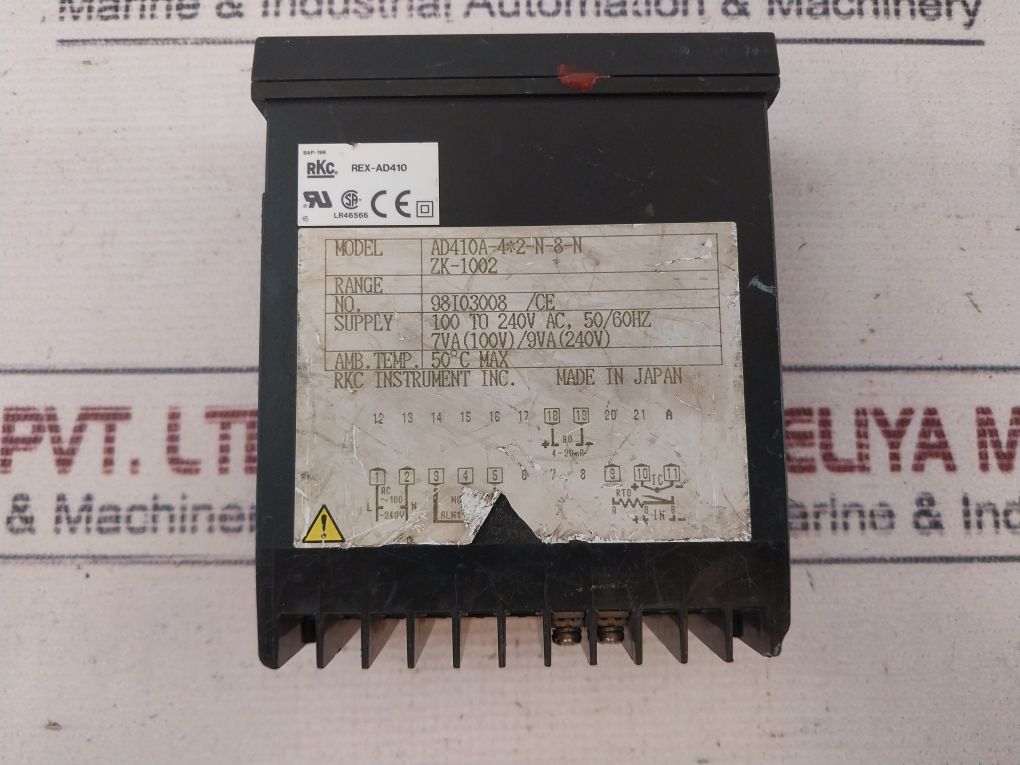 Marine & Industrial Automation & Machinery
SAP-186
RKC REX-AD410
LR46566 CE
45
MODEL AD410A-4*2-N-8-N
ZK-1002
RANGE
NO. 98I03008 /CE
SUPPLY 100 TO 240V AC, 50/60HZ
7VA(100V)/9VA(240V)
AMB.TEMP. 50°C MAX
RKC INSTRUMENT INC. MADE IN JAPAN
12 13 14 15 16 17 18 19 20 21 A
+ AO -
4-20mA
1 2 3 4 5 6 7 8 9 10 11
AC
~100
L N
-240V
NO
ALM1
RTD TC
A B B
+ IN -
PVT. LT
ELIYA M
arine & Ind